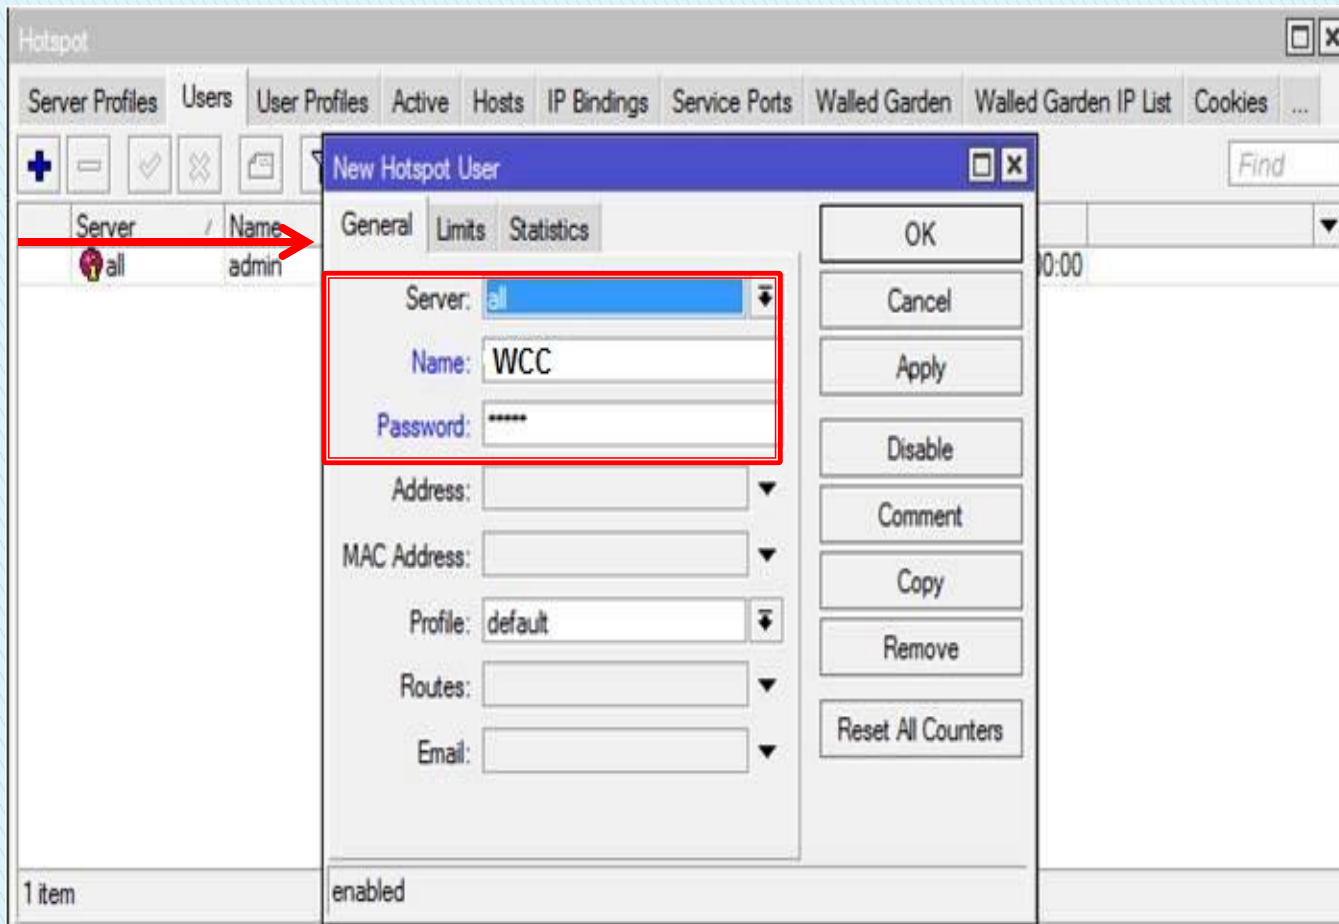 Hotspot
Server Profiles Users User Profiles Active Hosts IP Bindings Service Ports Walled Garden Walled Garden IP List Cookies ...
Find
New Hotspot User
Server Name
all admin 00:00
General Limits Statistics
Server: all
Name: WCC
Password: *****
Address:
MAC Address:
Profile: default
Routes:
Email:
OK
Cancel
Apply
Disable
Comment
Copy
Remove
Reset All Counters
enabled
1 item